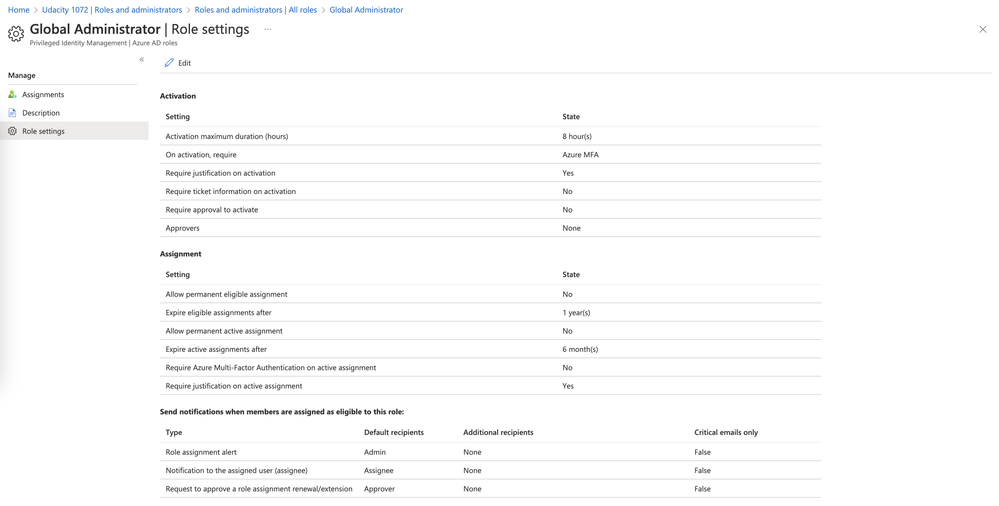 Home > Udacity 1072 | Roles and administrators > Roles and administrators | All roles > Global Administrator
Global Administrator | Role settings ...
Privileged Identity Management | Azure AD roles
«
Edit
Manage
Assignments
Description
Role settings
Activation
Setting State
Activation maximum duration (hours) 8 hour(s)
On activation, require Azure MFA
Require justification on activation Yes
Require ticket information on activation No
Require approval to activate No
Approvers None
Assignment
Setting State
Allow permanent eligible assignment No
Expire eligible assignments after 1 year(s)
Allow permanent active assignment No
Expire active assignments after 6 month(s)
Require Azure Multi-Factor Authentication on active assignment No
Require justification on active assignment Yes
Send notifications when members are assigned as eligible to this role:
Type Default recipients Additional recipients Critical emails only
Role assignment alert Admin None False
Notification to the assigned user (assignee) Assignee None False
Request to approve a role assignment renewal/extension Approver None False